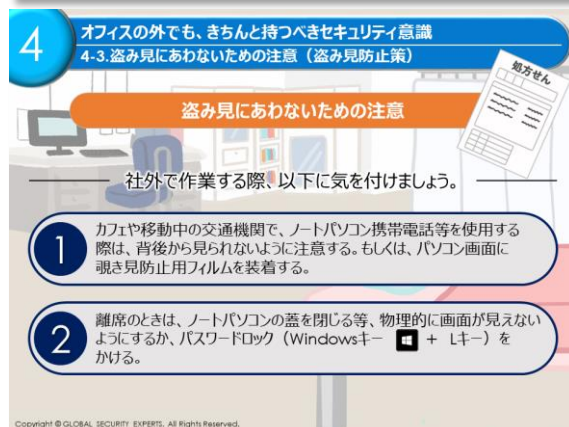 4
オフィスの外でも、きちんと持つべきセキュリティ意識
4-3.盗み見にあわないための注意（盗み見防止策）
処方せん
盗み見にあわないための注意
社外で作業する際、以下に気を付けましょう。
1
カフェや移動中の交通機関で、ノートパソコン携帯電話等を使用する
際は、背後から見られないように注意する。もしくは、パソコン画面に
覗き見防止用フィルムを装着する。
2
離席のときは、ノートパソコンの蓋を閉じる等、物理的に画面が見えない
ようにするか、パスワードロック（Windowsキー + Lキー）を
かける。
Copyright © GLOBAL SECURITY EXPERTS, All Rights Reserved.